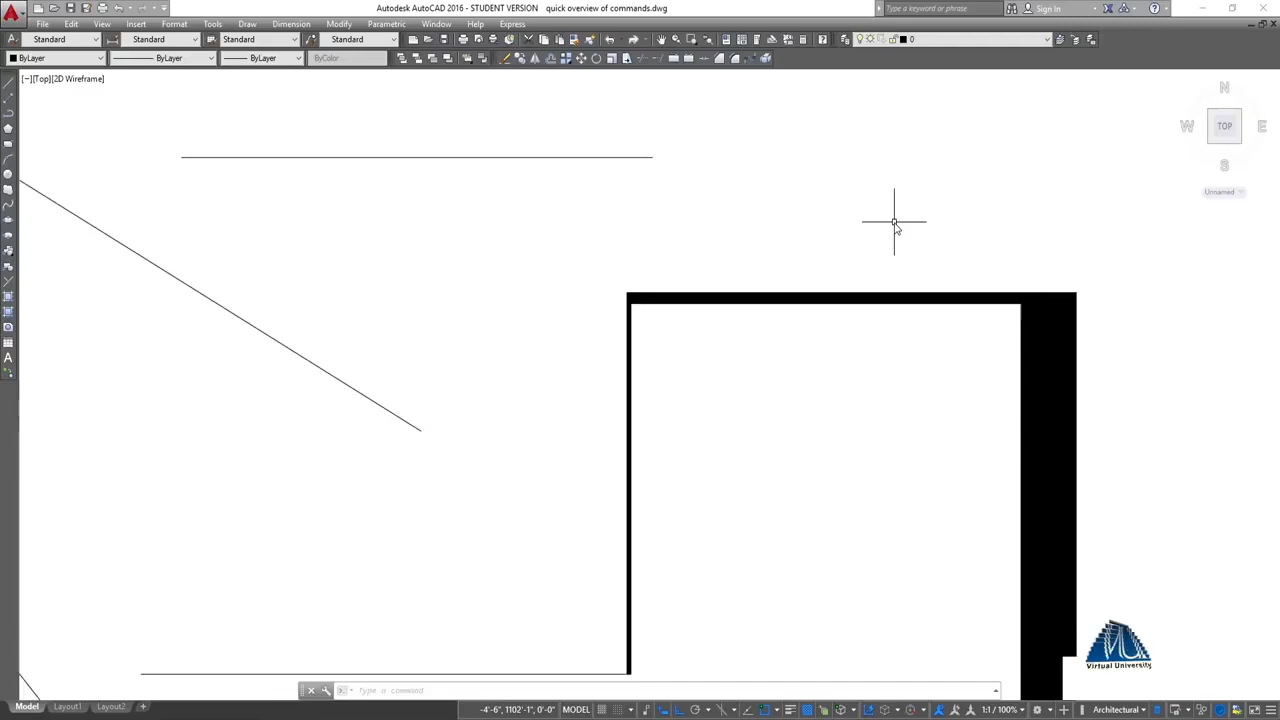 Autodesk AutoCAD 2016 - STUDENT VERSION quick overview of commands.dwg
Type a keyword or phrase
Sign In
File Edit View Insert Format Tools Draw Dimension Modify Parametric Window Help Express
Standard Standard Standard Standard 0
ByLayer ByLayer ByLayer ByColor
[−][Top][2D Wireframe]
N
W TOP E
S
Unnamed
A
VU
Virtual University
Type a command
Model Layout1 Layout2 +
-4'-6", 1102'-1", 0'-0" MODEL 1:1 / 100% Architectural